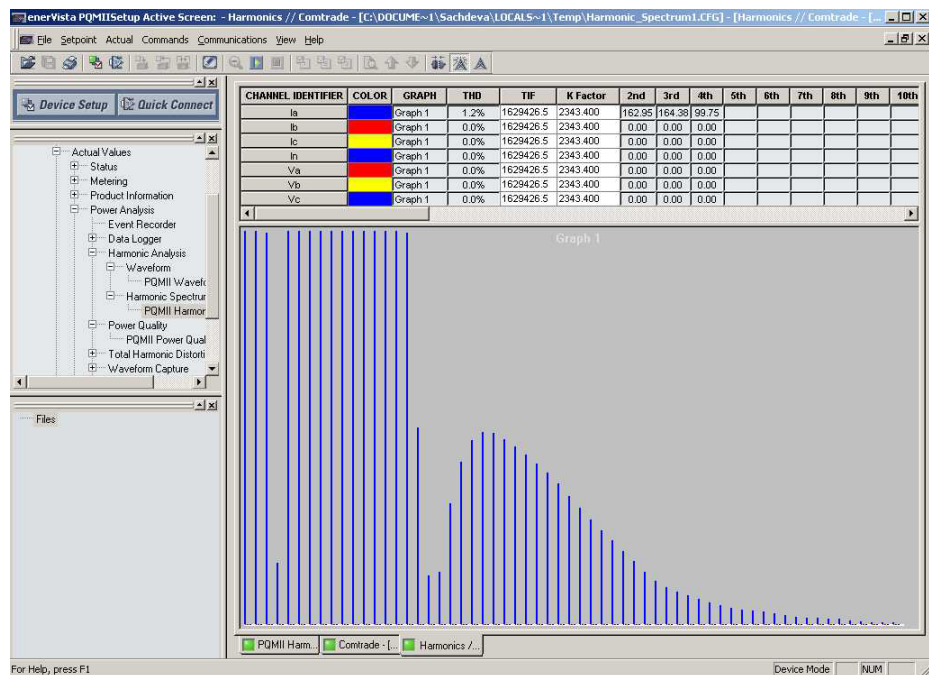 enerVista PQMIISetup Active Screen: - Harmonics // Comtrade - [C:\DOCUME~1\Sachdeva\LOCALS~1\Temp\Harmonic_Spectrum1.CFG] - [Harmonics // Comtrade - [...
File Setpoint Actual Commands Communications View Help
Device Setup Quick Connect
Actual Values
Status
Metering
Product Information
Power Analysis
Event Recorder
Data Logger
Harmonic Analysis
Waveform
PQMII Wavefo
Harmonic Spectrur
PQMII Harmor
Power Quality
PQMII Power Qual
Total Harmonic Distorti
Waveform Capture
Files
CHANNEL IDENTIFIER COLOR GRAPH THD TIF K Factor 2nd 3rd 4th 5th 6th 7th 8th 9th 10th
Ia Graph 1 1.2% 1629426.5 2343.400 162.95 164.38 99.75
Ib Graph 1 0.0% 1629426.5 2343.400 0.00 0.00 0.00
Ic Graph 1 0.0% 1629426.5 2343.400 0.00 0.00 0.00
In Graph 1 0.0% 1629426.5 2343.400 0.00 0.00 0.00
Va Graph 1 0.0% 1629426.5 2343.400 0.00 0.00 0.00
Vb Graph 1 0.0% 1629426.5 2343.400 0.00 0.00 0.00
Vc Graph 1 0.0% 1629426.5 2343.400 0.00 0.00 0.00
Graph 1
PQMII Harm... Comtrade - [... Harmonics /...
For Help, press F1 Device Mode NUM